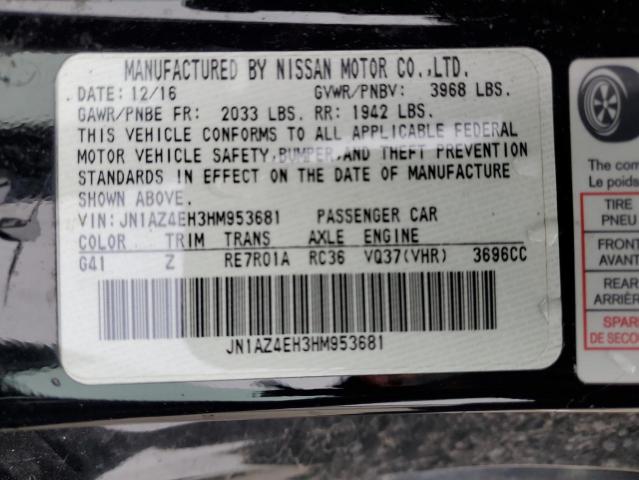 MANUFACTURED BY NISSAN MOTOR CO.,LTD.
DATE: 12/16 GVWR/PNBV: 3968 LBS.
GAWR/PNBE FR: 2033 LBS. RR: 1942 LBS.
THIS VEHICLE CONFORMS TO ALL APPLICABLE FEDERAL
MOTOR VEHICLE SAFETY,BUMPER,AND THEFT PREVENTION
STANDARDS IN EFFECT ON THE DATE OF MANUFACTURE
SHOWN ABOVE.
VIN:JN1AZ4EH3HM953681 PASSENGER CAR
COLOR TRIM TRANS AXLE ENGINE
G41 Z RE7R01A RC36 VQ37(VHR) 3696CC
JN1AZ4EH3HM953681
The com
Le poids
TIRE
PNEU
FRONT
AVANT
REAR
ARRIÈR
SPARE
DE SECO